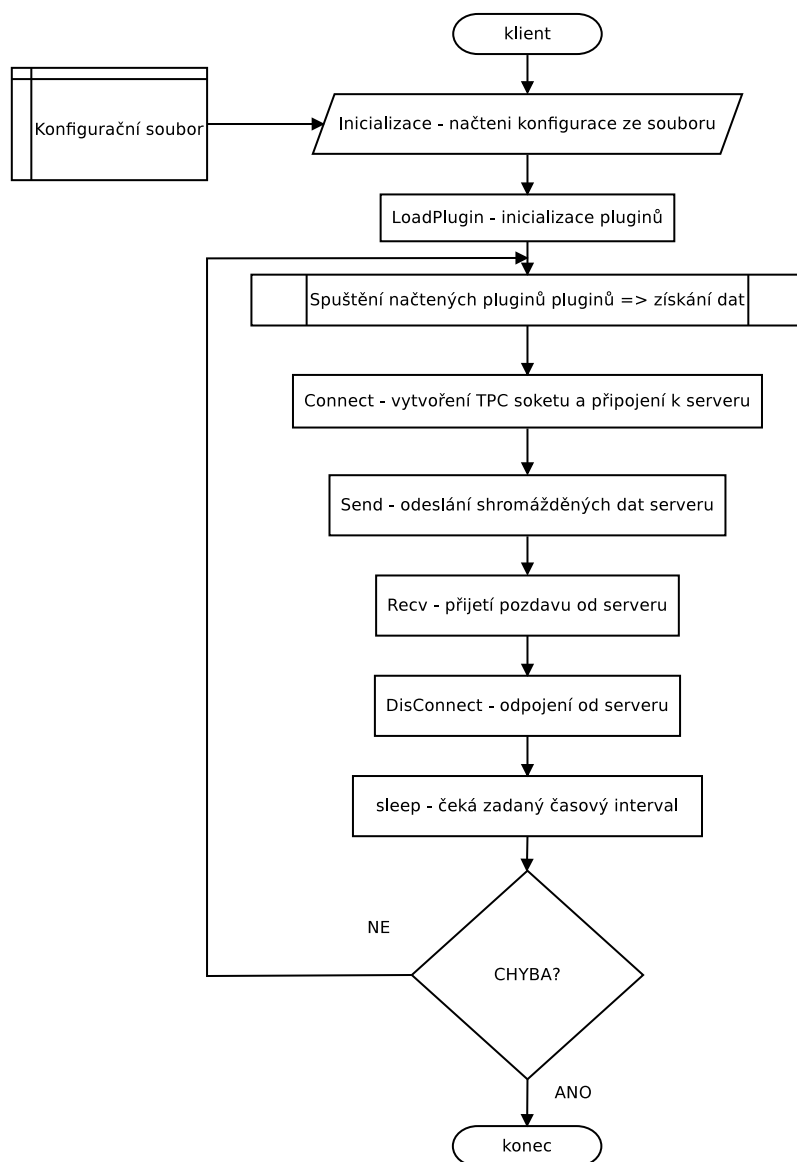 klient
Konfigurační soubor
Inicializace - načteni konfigurace ze souboru
LoadPlugin - inicializace pluginů
Spuštění načtených pluginů pluginů => získání dat
Connect - vytvoření TPC soketu a připojení k serveru
Send - odeslání shromážděných dat serveru
Recv - přijetí pozdavu od serveru
DisConnect - odpojení od serveru
sleep - čeká zadaný časový interval
NE
CHYBA?
ANO
konec